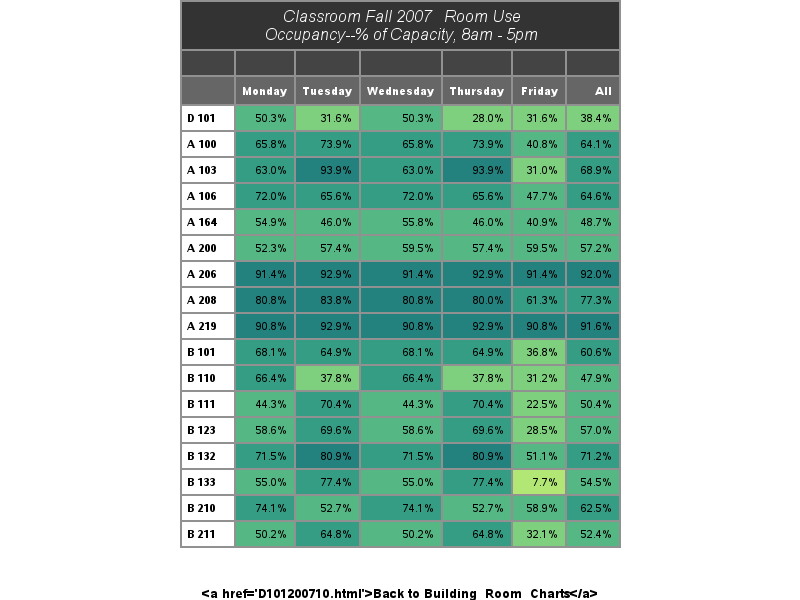 Classroom Fall 2007   Room Use
Occupancy--% of Capacity, 8am - 5pm
Monday Tuesday Wednesday Thursday Friday All
D 101 50.3% 31.6% 50.3% 28.0% 31.6% 38.4%
A 100 65.8% 73.9% 65.8% 73.9% 40.8% 64.1%
A 103 63.0% 93.9% 63.0% 93.9% 31.0% 68.9%
A 106 72.0% 65.6% 72.0% 65.6% 47.7% 64.6%
A 164 54.9% 46.0% 55.8% 46.0% 40.9% 48.7%
A 200 52.3% 57.4% 59.5% 57.4% 59.5% 57.2%
A 206 91.4% 92.9% 91.4% 92.9% 91.4% 92.0%
A 208 80.8% 83.8% 80.8% 80.0% 61.3% 77.3%
A 219 90.8% 92.9% 90.8% 92.9% 90.8% 91.6%
B 101 68.1% 64.9% 68.1% 64.9% 36.8% 60.6%
B 110 66.4% 37.8% 66.4% 37.8% 31.2% 47.9%
B 111 44.3% 70.4% 44.3% 70.4% 22.5% 50.4%
B 123 58.6% 69.6% 58.6% 69.6% 28.5% 57.0%
B 132 71.5% 80.9% 71.5% 80.9% 51.1% 71.2%
B 133 55.0% 77.4% 55.0% 77.4% 7.7% 54.5%
B 210 74.1% 52.7% 74.1% 52.7% 58.9% 62.5%
B 211 50.2% 64.8% 50.2% 64.8% 32.1% 52.4%
<a href='D101200710.html'>Back to Building  Room  Charts</a>